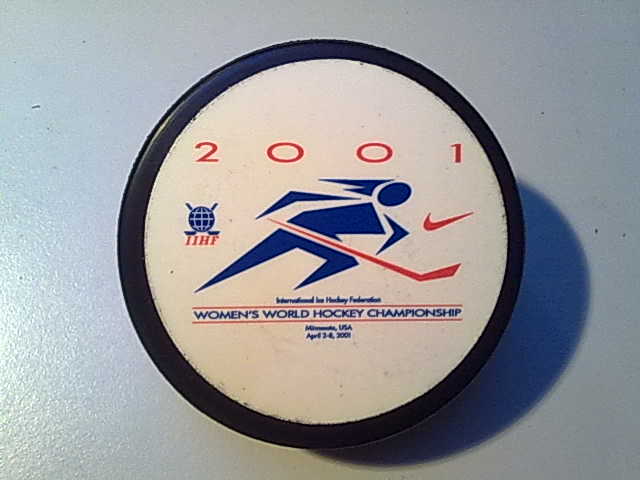 2001
IIHF
International Ice Hockey Federation
WOMEN'S WORLD HOCKEY CHAMPIONSHIP
Minnesota, USA
April 2-8, 2001